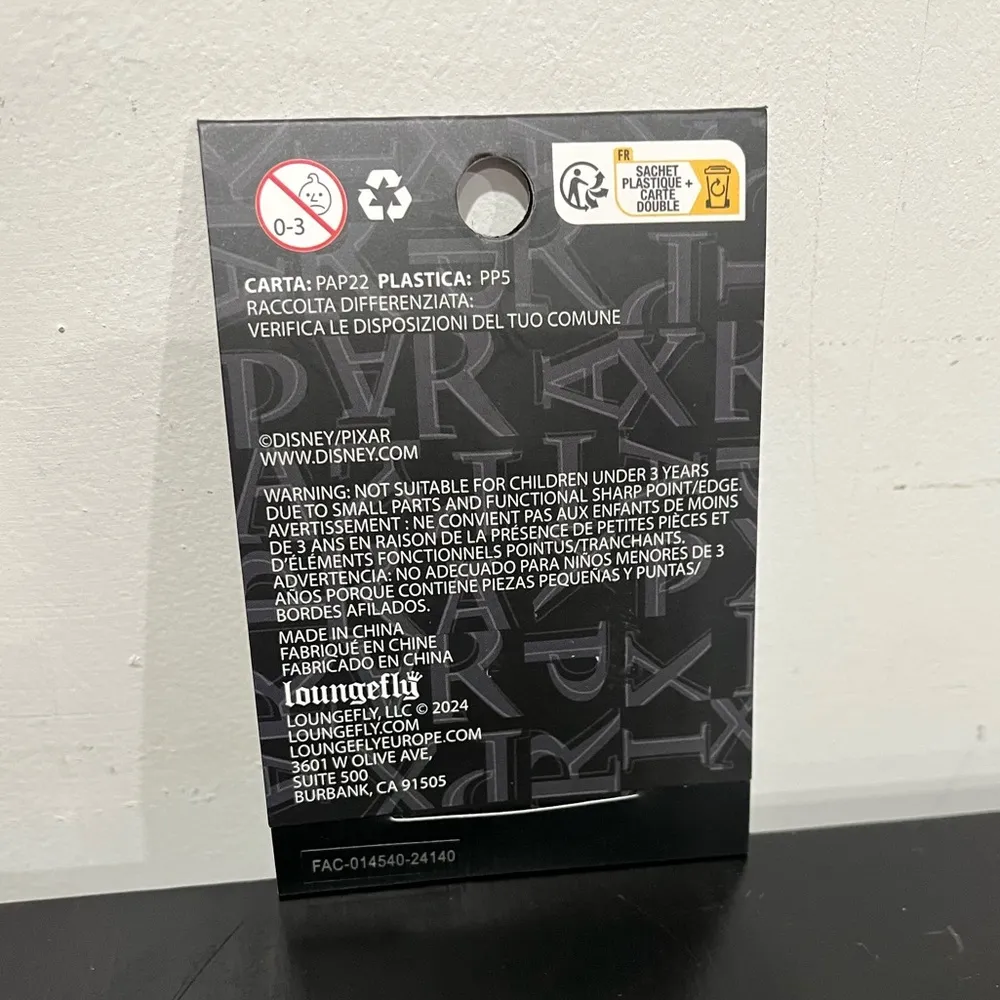 0-3
FR
SACHET
PLASTIQUE +
CARTE
DOUBLE
CARTA: PAP22 PLASTICA: PP5
RACCOLTA DIFFERENZIATA:
VERIFICA LE DISPOSIZIONI DEL TUO COMUNE
©DISNEY/PIXAR
WWW.DISNEY.COM
WARNING: NOT SUITABLE FOR CHILDREN UNDER 3 YEARS
DUE TO SMALL PARTS AND FUNCTIONAL SHARP POINT/EDGE.
AVERTISSEMENT : NE CONVIENT PAS AUX ENFANTS DE MOINS
DE 3 ANS EN RAISON DE LA PRÉSENCE DE PETITES PIÈCES ET
D'ÉLÉMENTS FONCTIONNELS POINTUS/TRANCHANTS.
ADVERTENCIA: NO ADECUADO PARA NIÑOS MENORES DE 3
AÑOS PORQUE CONTIENE PIEZAS PEQUEÑAS Y PUNTAS/
BORDES AFILADOS.
MADE IN CHINA
FABRIQUÉ EN CHINE
FABRICADO EN CHINA
loungefly
LOUNGEFLY, LLC © 2024
LOUNGEFLY.COM
LOUNGEFLYEUROPE.COM
3601 W OLIVE AVE,
SUITE 500
BURBANK, CA 91505
FAC-014540-24140